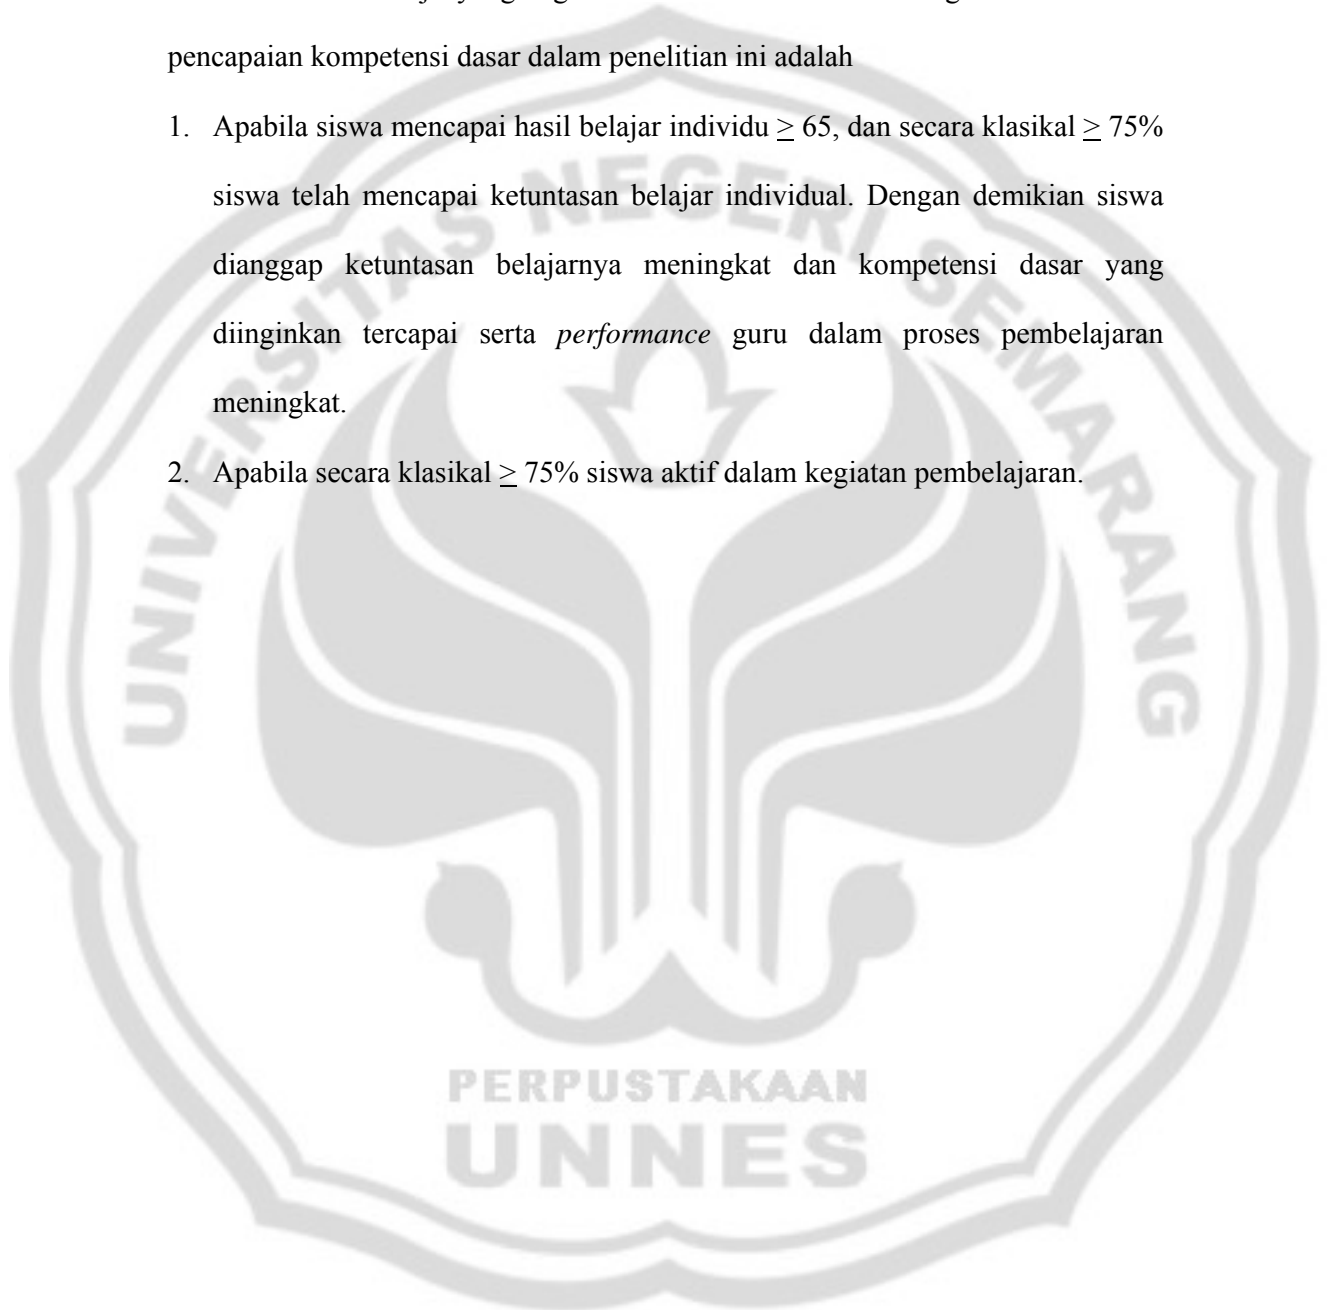 pencapaian kompetensi dasar dalam penelitian ini adalah
1. Apabila siswa mencapai hasil belajar individu ≥ 65, dan secara klasikal ≥ 75%
siswa telah mencapai ketuntasan belajar individual. Dengan demikian siswa
dianggap ketuntasan belajarnya meningkat dan kompetensi dasar yang
diinginkan tercapai serta performance guru dalam proses pembelajaran
meningkat.
2. Apabila secara klasikal ≥ 75% siswa aktif dalam kegiatan pembelajaran.
UNIVERSITAS NEGERI SEMARANG
PERPUSTAKAAN
UNNES